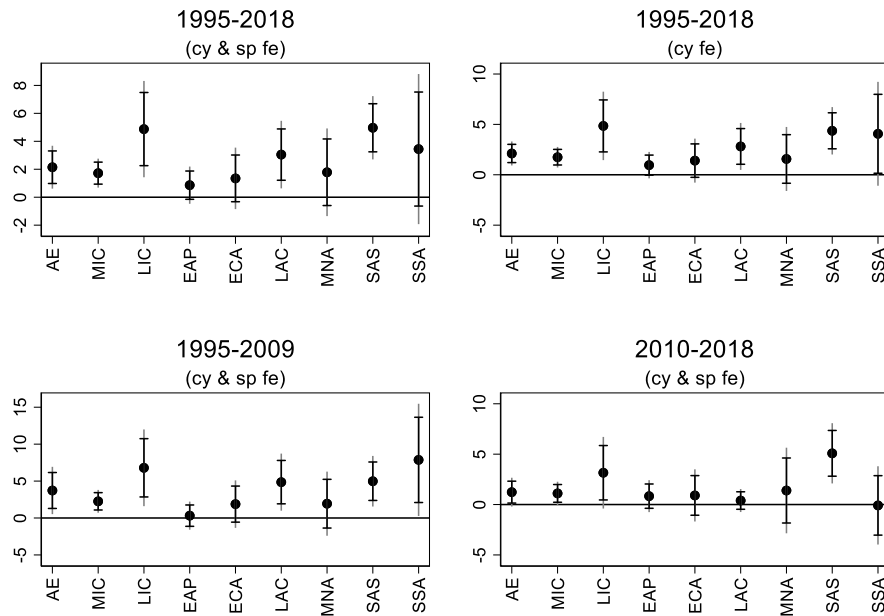 1995-2018
(cy & sp fe)
8
6
4
2
0
-2
AE
MIC
LIC
EAP
ECA
LAC
MNA
SAS
SSA
1995-2018
(cy fe)
10
5
0
-5
AE
MIC
LIC
EAP
ECA
LAC
MNA
SAS
SSA
1995-2009
(cy & sp fe)
15
10
5
0
-5
AE
MIC
LIC
EAP
ECA
LAC
MNA
SAS
SSA
2010-2018
(cy & sp fe)
10
5
0
-5
AE
MIC
LIC
EAP
ECA
LAC
MNA
SAS
SSA